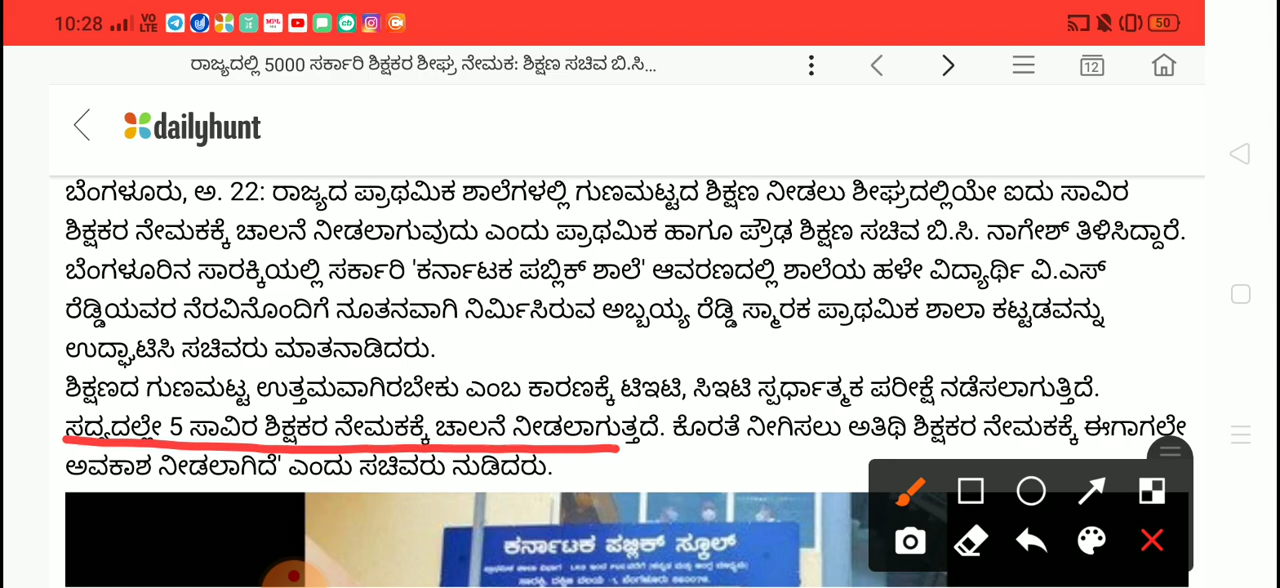 10:28 VO LTE 50
ರಾಜ್ಯದಲ್ಲಿ 5000 ಸರ್ಕಾರಿ ಶಿಕ್ಷಕರ ಶೀಘ್ರ ನೇಮಕ: ಶಿಕ್ಷಣ ಸಚಿವ ಬಿ.ಸಿ... 12
dailyhunt
ಬೆಂಗಳೂರು, ಅ. 22: ರಾಜ್ಯದ ಪ್ರಾಥಮಿಕ ಶಾಲೆಗಳಲ್ಲಿ ಗುಣಮಟ್ಟದ ಶಿಕ್ಷಣ ನೀಡಲು ಶೀಘ್ರದಲ್ಲಿಯೇ ಐದು ಸಾವಿರ
ಶಿಕ್ಷಕರ ನೇಮಕಕ್ಕೆ ಚಾಲನೆ ನೀಡಲಾಗುವುದು ಎಂದು ಪ್ರಾಥಮಿಕ ಹಾಗೂ ಪ್ರೌಢ ಶಿಕ್ಷಣ ಸಚಿವ ಬಿ.ಸಿ. ನಾಗೇಶ್ ತಿಳಿಸಿದ್ದಾರೆ.
ಬೆಂಗಳೂರಿನ ಸಾರಕ್ಕಿಯಲ್ಲಿ ಸರ್ಕಾರಿ 'ಕರ್ನಾಟಕ ಪಬ್ಲಿಕ್ ಶಾಲೆ' ಆವರಣದಲ್ಲಿ ಶಾಲೆಯ ಹಳೇ ವಿದ್ಯಾರ್ಥಿ ವಿ.ಎಸ್
ರೆಡ್ಡಿಯವರ ನೆರವಿನೊಂದಿಗೆ ನೂತನವಾಗಿ ನಿರ್ಮಿಸಿರುವ ಅಬ್ಬಯ್ಯ ರೆಡ್ಡಿ ಸ್ಮಾರಕ ಪ್ರಾಥಮಿಕ ಶಾಲಾ ಕಟ್ಟಡವನ್ನು
ಉದ್ಘಾಟಿಸಿ ಸಚಿವರು ಮಾತನಾಡಿದರು.
ಶಿಕ್ಷಣದ ಗುಣಮಟ್ಟ ಉತ್ತಮವಾಗಿರಬೇಕು ಎಂಬ ಕಾರಣಕ್ಕೆ ಟಿಇಟಿ, ಸಿಇಟಿ ಸ್ಪರ್ಧಾತ್ಮಕ ಪರೀಕ್ಷೆ ನಡೆಸಲಾಗುತ್ತಿದೆ.
ಸದ್ಯದಲ್ಲೇ 5 ಸಾವಿರ ಶಿಕ್ಷಕರ ನೇಮಕಕ್ಕೆ ಚಾಲನೆ ನೀಡಲಾಗುತ್ತದೆ. ಕೊರತೆ ನೀಗಿಸಲು ಅತಿಥಿ ಶಿಕ್ಷಕರ ನೇಮಕಕ್ಕೆ ಈಗಾಗಲೇ
ಅವಕಾಶ ನೀಡಲಾಗಿದೆ' ಎಂದು ಸಚಿವರು ನುಡಿದರು.
ಕರ್ನಾಟಕ ಪಬ್ಲಿಕ್ ಸ್ಕೂಲ್